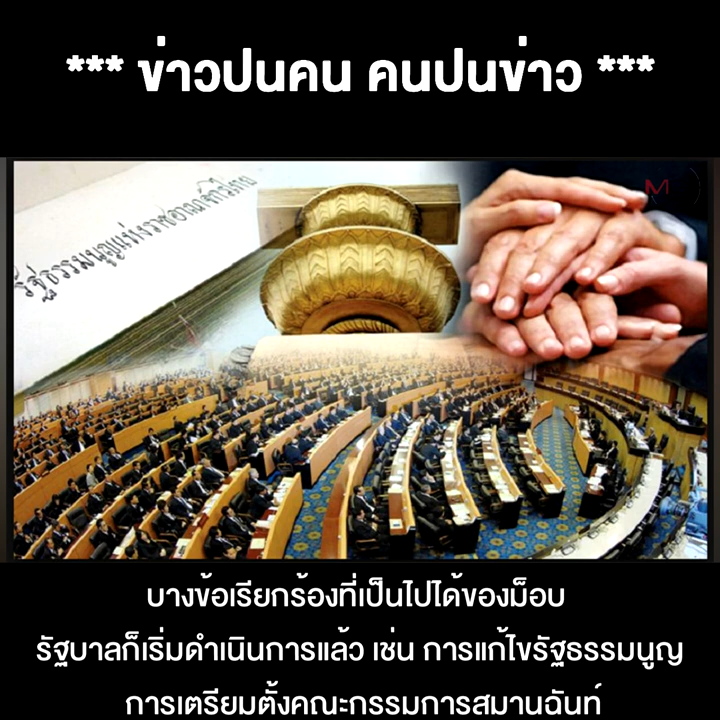 *** ข่าวปนคน คนปนข่าว ***
รัฐธรรมนูญแห่งราชอาณาจักรไทย
M
บางข้อเรียกร้องที่เป็นไปได้ของม็อบ
รัฐบาลก็เริ่มดำเนินการแล้ว เช่น การแก้ไขรัฐธรรมนูญ
การเตรียมตั้งคณะกรรมการสมานฉันท์